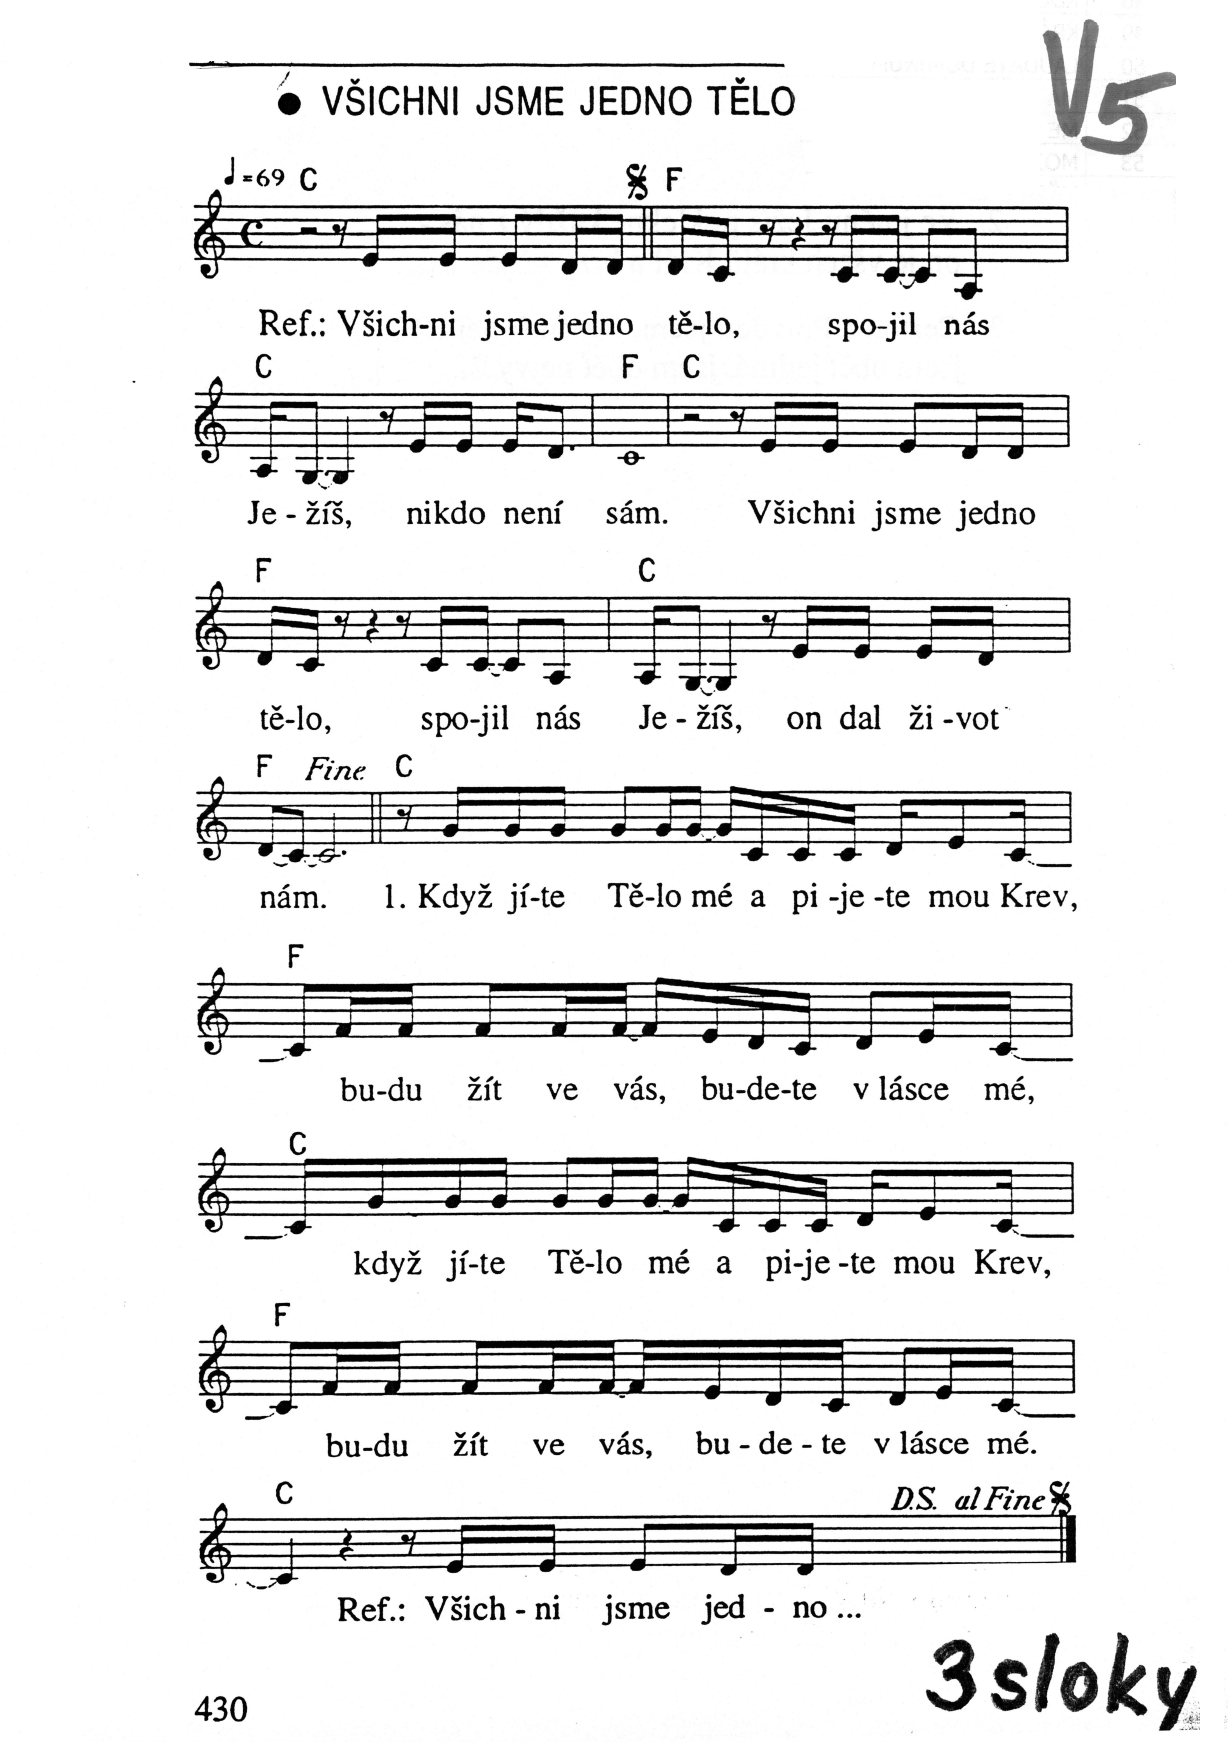 V5
● VŠICHNI JSME JEDNO TĚLO
♩=69 C F
Ref.: Všich-ni jsme jedno tě-lo, spo-jil nás
C F C
Je - žíš, nikdo není sám. Všichni jsme jedno
F C
tě-lo, spo-jil nás Je - žíš, on dal ži -vot
F Fine C
nám. 1. Když jí-te Tě-lo mé a pi -je -te mou Krev,
F
bu-du žít ve vás, bu-de-te v lásce mé,
C
když jí-te Tě-lo mé a pi-je -te mou Krev,
F
bu-du žít ve vás, bu - de - te v lásce mé.
C D.S. al Fine
Ref.: Všich - ni jsme jed - no ...
3 sloky
430